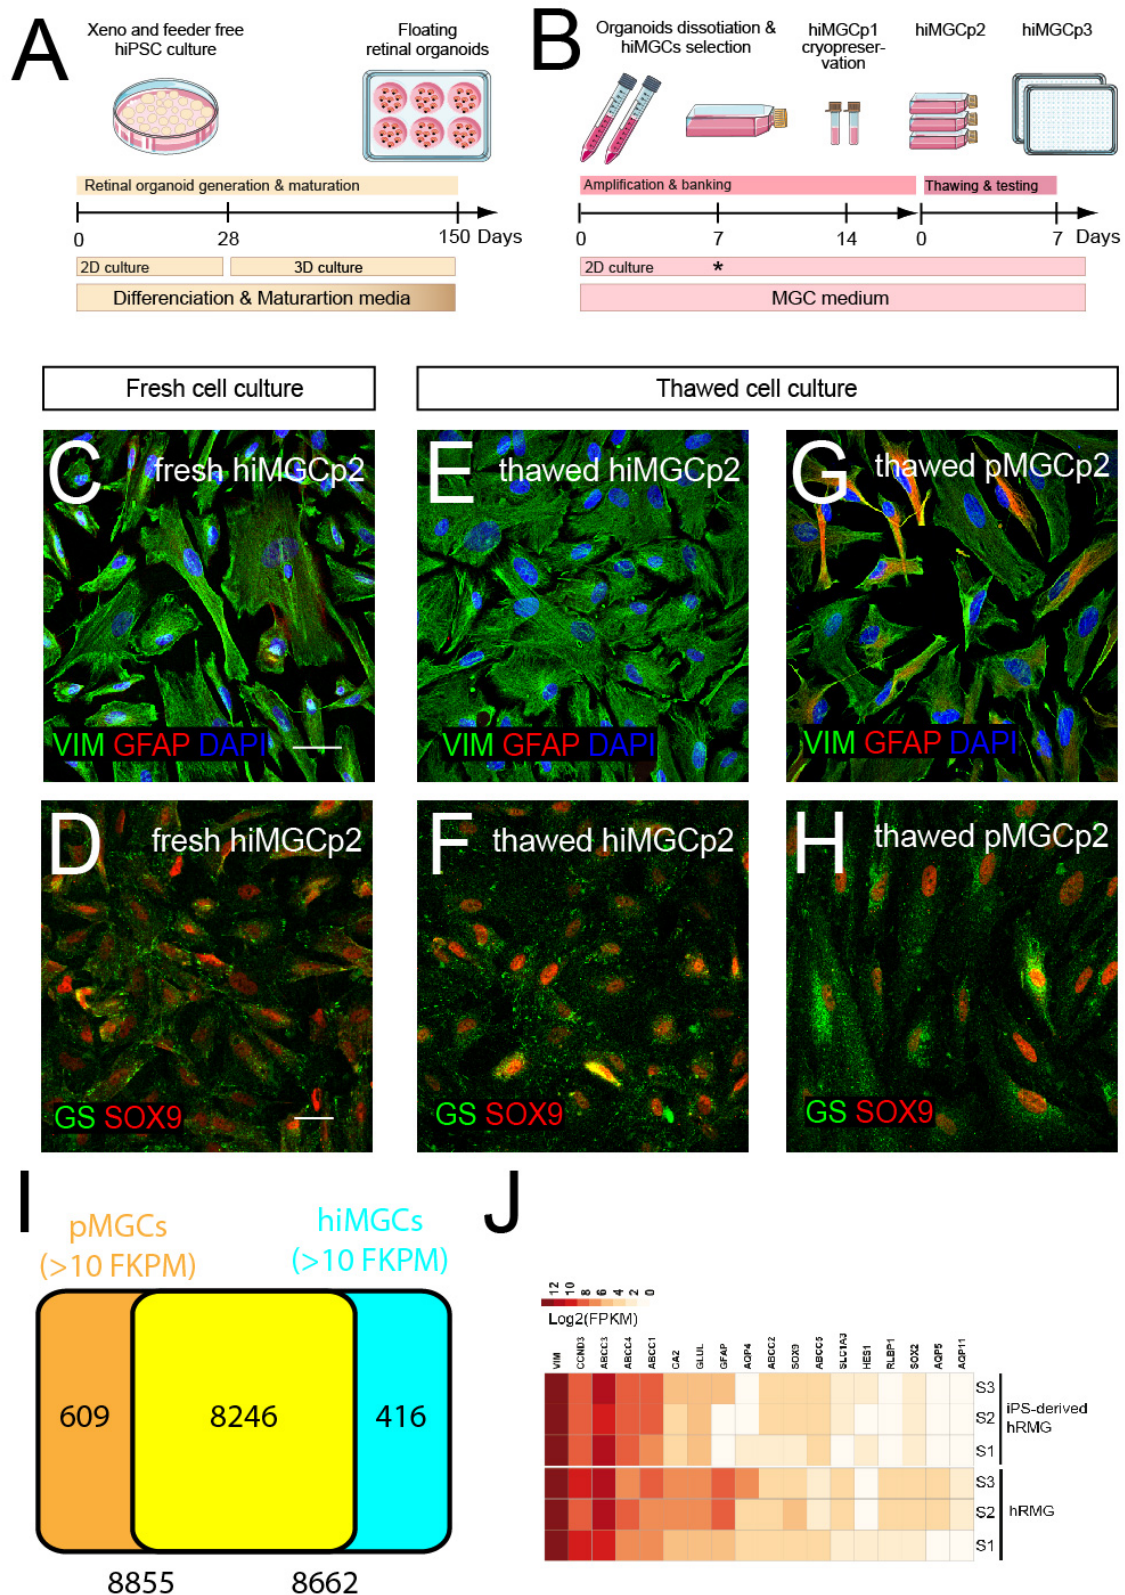 A
Xeno and feeder free
hiPSC culture
Floating
retinal organoids
Retinal organoid generation & maturation
0
28
150 Days
2D culture
3D culture
Differenciation & Maturartion media
B
Organoids dissotiation &
hiMGCs selection
hiMGCp1
cryopreser-
vation
hiMGCp2
hiMGCp3
Amplification & banking
Thawing & testing
0
7
14
0
7
Days
2D culture
*
MGC medium
Fresh cell culture
Thawed cell culture
C
fresh hiMGCp2
VIM GFAP DAPI
E
thawed hiMGCp2
VIM GFAP DAPI
G
thawed pMGCp2
VIM GFAP DAPI
D
fresh hiMGCp2
GS SOX9
F
thawed hiMGCp2
GS SOX9
H
thawed pMGCp2
GS SOX9
I
pMGCs
(>10 FKPM)
hiMGCs
(>10 FKPM)
609
8246
416
8855
8662
J
12 10 8 6 4 2 0
Log2(FPKM)
VIM CCND3 ABCC3 ABCC4 ABCC1 CA2 GLUL GFAP AQP4 ABCC2 SOX9 ABCC5 SLC1A3 HES1 RLBP1 SOX2 AQP5 AQP11
S3
S2
S1
iPS-derived
hRMG
S3
S2
S1
hRMG